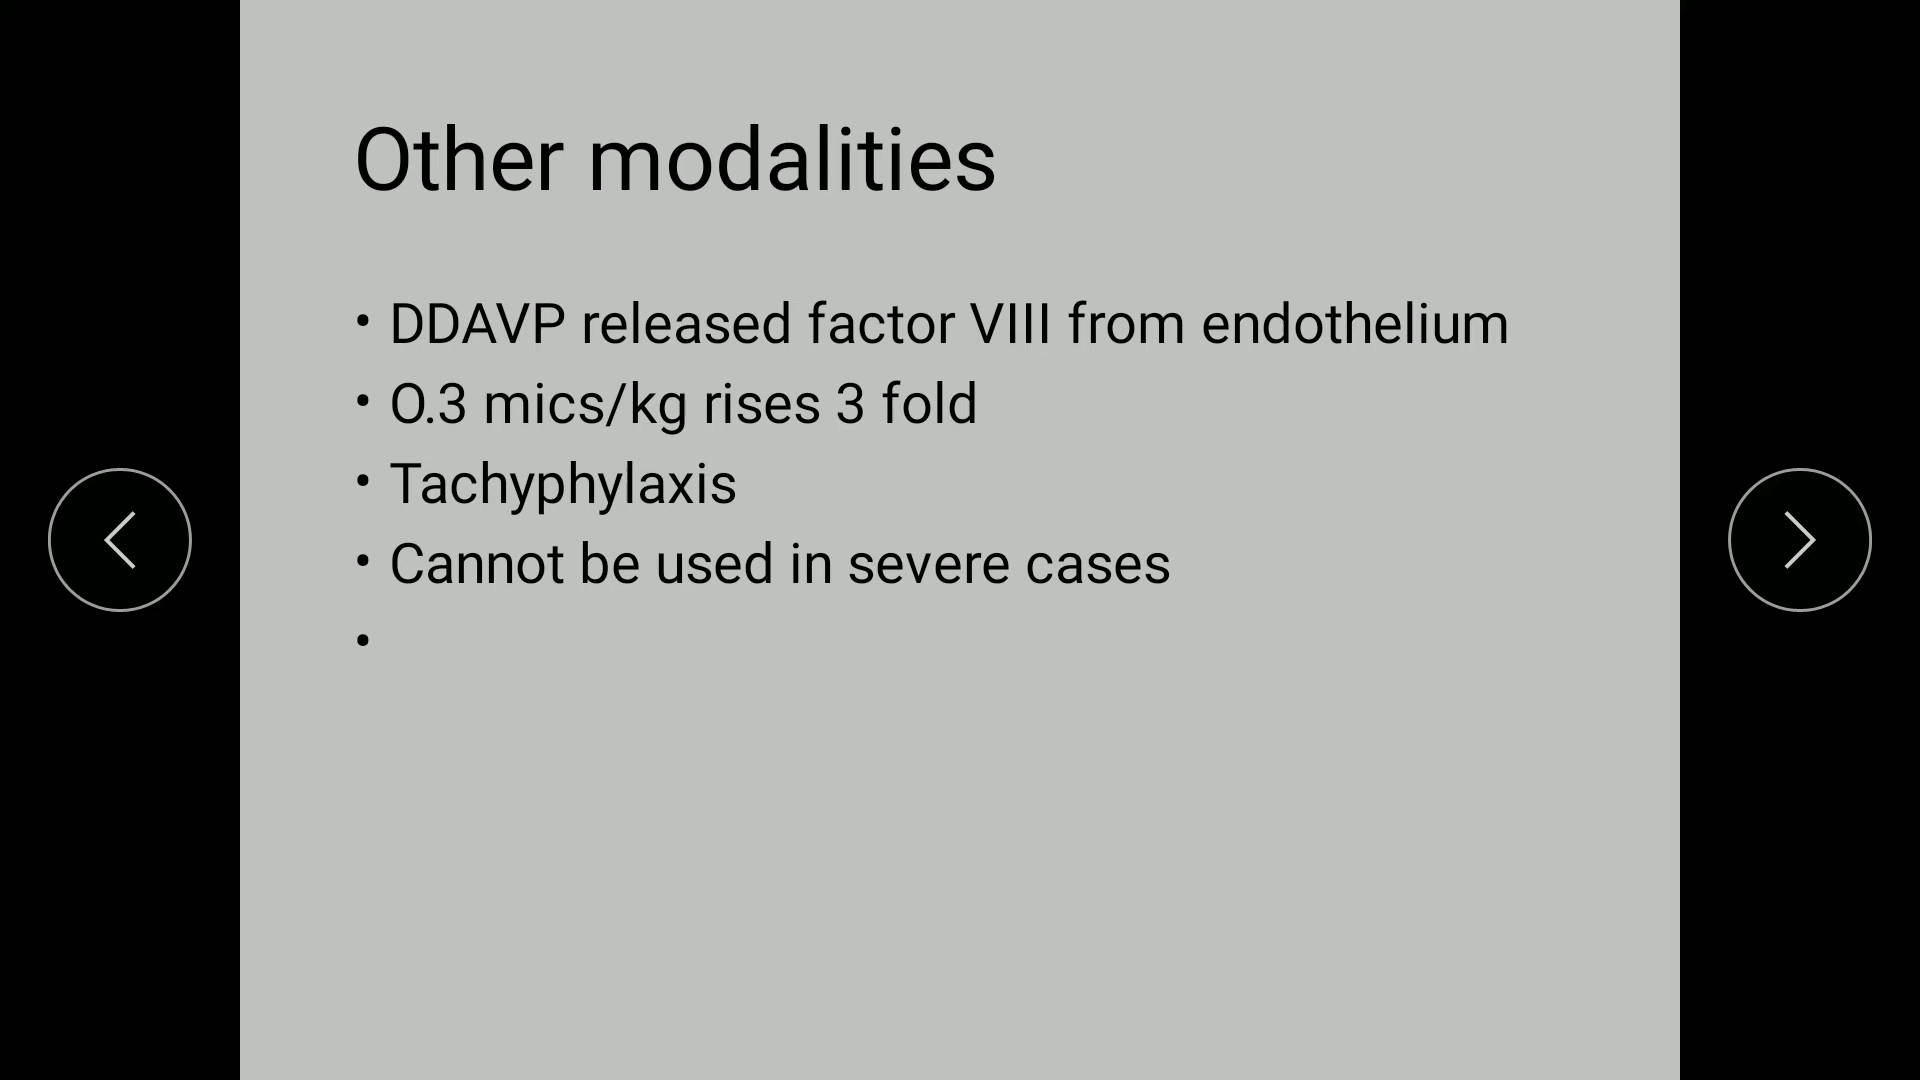 Other modalities
• DDAVP released factor VIII from endothelium
• O.3 mics/kg rises 3 fold
• Tachyphylaxis
• Cannot be used in severe cases
•